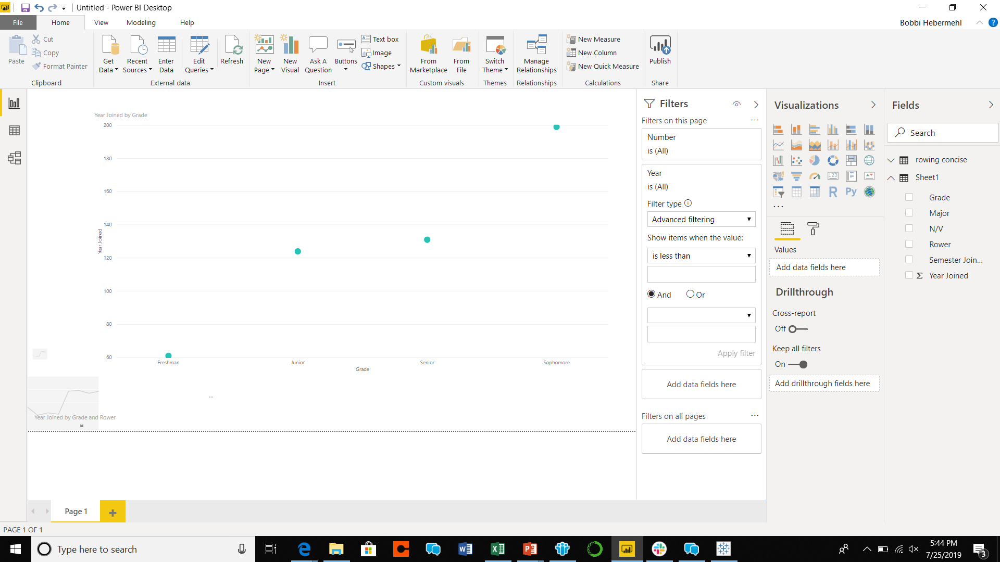 Untitled - Power BI Desktop
File Home View Modeling Help
Bobbi Hebermehl
?
Paste
Cut
Copy
Format Painter
Clipboard
Get Data
Recent Sources
Enter Data
Edit Queries
Refresh
External data
New Page
New Visual
Ask A Question
Buttons
Text box
Image
Shapes
Insert
From Marketplace
From File
Custom visuals
Switch Theme
Themes
Manage Relationships
Relationships
New Measure
New Column
New Quick Measure
Calculations
Publish
Share
Year Joined by Grade
200
180
160
140
120
100
80
60
Year Joined
Freshman Junior Senior Sophomore
Grade
...
Year Joined by Grade and Rower
Filters
Filters on this page ...
Number
is (All)
Year
is (All)
Filter type
Advanced filtering
Show items when the value:
is less than
And Or
Apply filter
Add data fields here
Filters on all pages ...
Add data fields here
Visualizations
123
R Py
...
Values
Add data fields here
Drillthrough
Cross-report
Off
Keep all filters
On
Add drillthrough fields here
Fields
Search
rowing concise
Sheet1
Grade
Major
N/V
Rower
Semester Join...
Σ Year Joined
Page 1
+
PAGE 1 OF 1
Type here to search
5:44 PM
7/25/2019
3